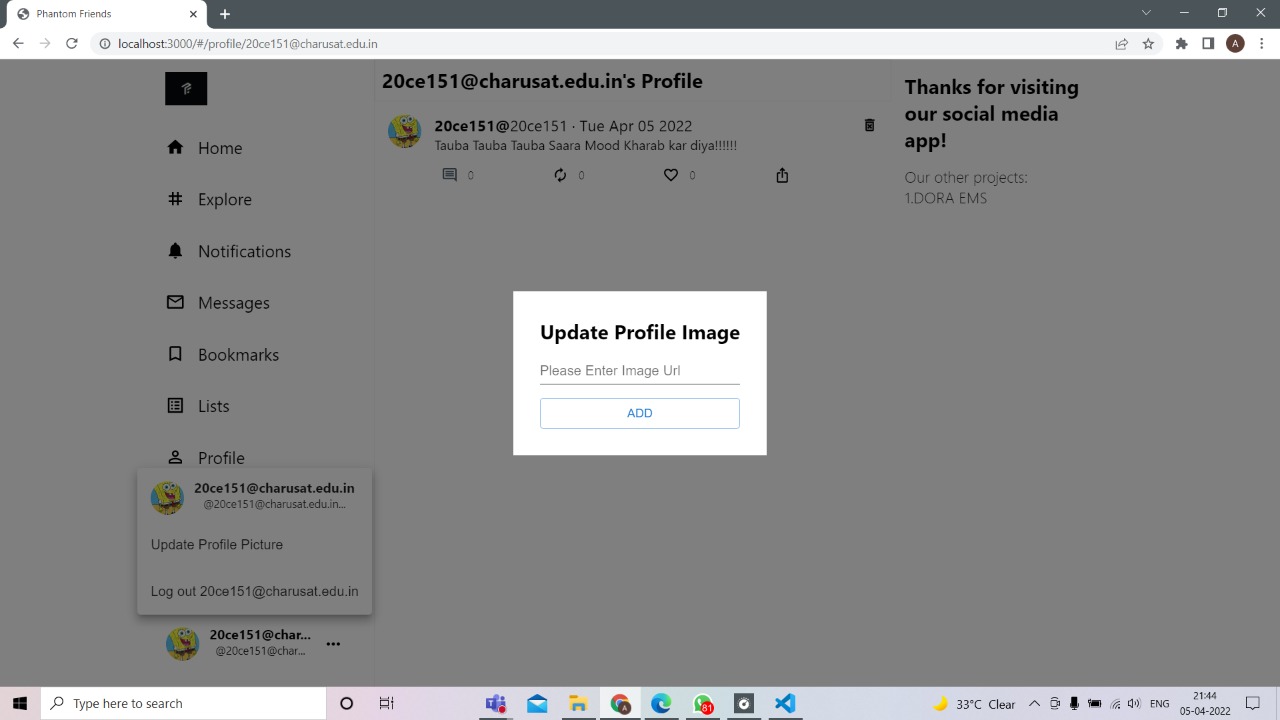 Phantom Friends
localhost:3000/#/profile/20ce151@charusat.edu.in
A
Home
Explore
Notifications
Messages
Bookmarks
Lists
Profile
20ce151@charusat.edu.in
@20ce151@charusat.edu.in...
Update Profile Picture
Log out 20ce151@charusat.edu.in
20ce151@char...
@20ce151@char...
20ce151@charusat.edu.in's Profile
20ce151@20ce151 · Tue Apr 05 2022
Tauba Tauba Tauba Saara Mood Kharab kar diya!!!!!!
0 0 0
Update Profile Image
Please Enter Image Url
ADD
Thanks for visiting
our social media
app!
Our other projects:
1.DORA EMS
Type here to search
A
81
33°C Clear
ENG
21:44
05-04-2022